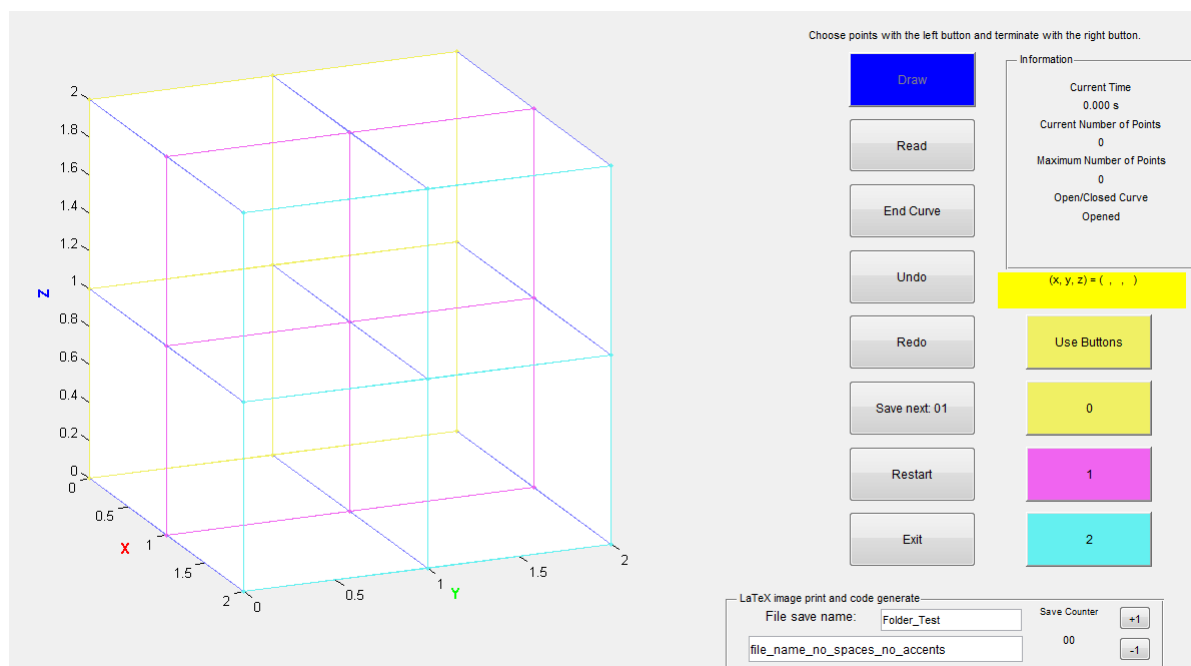 Choose points with the left button and terminate with the right button.
Draw
Read
End Curve
Undo
Redo
Save next: 01
Restart
Exit
Information
Current Time
0.000 s
Current Number of Points
0
Maximum Number of Points
0
Open/Closed Curve
Opened
(x, y, z) = ( , , )
Use Buttons
0
1
2
2
1.8
1.6
1.4
1.2
1
0.8
0.6
0.4
0.2
0
Z
0
0.5
1
1.5
2
X
0
0.5
1
1.5
2
Y
LaTeX image print and code generate
File save name: Folder_Test
file_name_no_spaces_no_accents
Save Counter
00
+1
-1